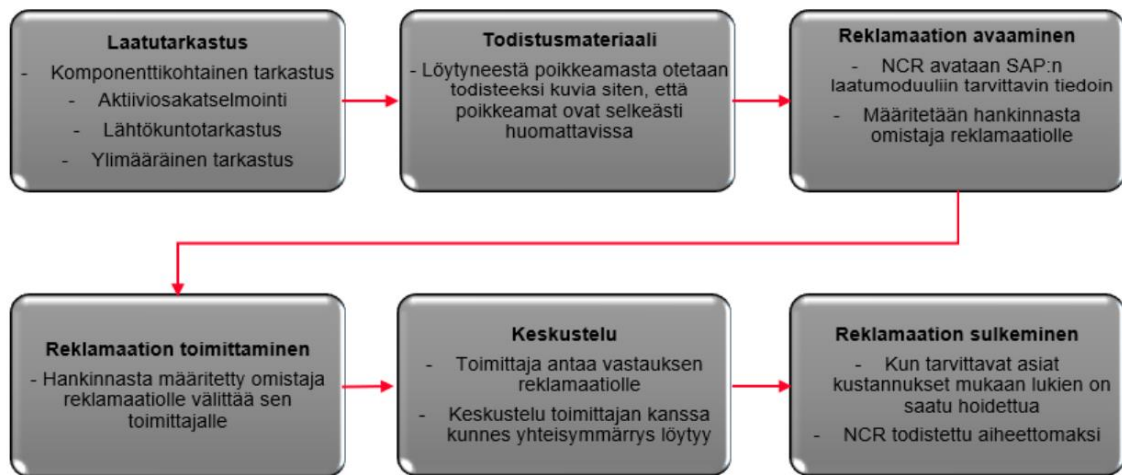 Laatutarkastus
- Komponenttikohtainen tarkastus
- Aktiiviosakatselmointi
- Lähtökuntotarkastus
- Ylimääräinen tarkastus
Todistusmateriaali
- Löytyneestä poikkeamasta otetaan
todisteeksi kuvia siten, että
poikkeamat ovat selkeästi
huomattavissa
Reklamaation avaaminen
- NCR avataan SAP:n
laatumoduuliin tarvittavin tiedoin
- Määritetään hankinnasta
omistaja reklamaatiolle
Reklamaation toimittaminen
- Hankinnasta määritetty omistaja
reklamaatiolle välittää sen
toimittajalle
Keskustelu
- Toimittaja antaa vastauksen
reklamaatiolle
- Keskustelu toimittajan kanssa
kunnes yhteisymmärrys löytyy
Reklamaation sulkeminen
- Kun tarvittavat asiat
kustannukset mukaan lukien on
saatu hoidettua
- NCR todistettu aiheettomaksi